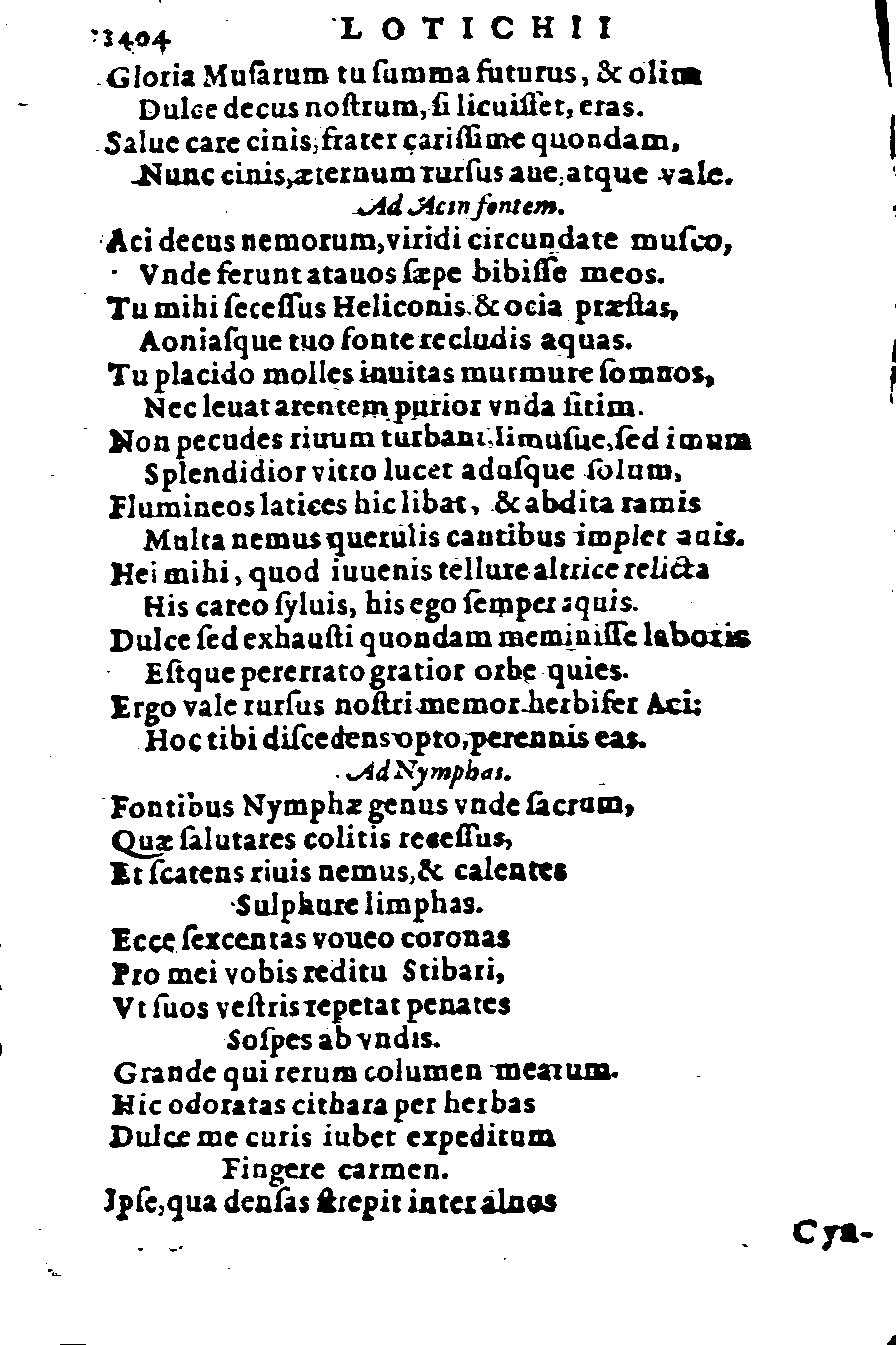 1404 LOTICHII
Gloria Muſarum tu ſumma futurus, & olim
Dulce decus noſtrum, ſi licuiſſet, eras.
Salue care cinis, frater cariſſime quondam,
Nunc cinis, æternum rurſus aue, atque vale.
Ad Acin fontem.
Aci decus nemorum, viridi circundate muſco,
Vnde ferunt atauos ſæpe bibiſſe meos.
Tu mihi ſeceſſus Heliconis & ocia præſtas,
Aoniaſque tuo fonte recludis aquas.
Tu placido molles inuitas murmure ſomnos,
Nec leuat arentem purior vnda ſitim.
Non pecudes riuum turbant, limuſue, ſed imum
Splendidior vitro lucet aduſque ſolum,
Flumineos latices hic libat, & abdita ramis
Multa nemus querulis cantibus implet auis.
Hei mihi, quod iuuenis tellure altrice relicta
His careo ſyluis, his ego ſemper aquis.
Dulce ſed exhauſti quondam meminiſſe laboris
Eſtque pererrato gratior orbe quies.
Ergo vale rurſus noſtri memor herbifer Aci;
Hoc tibi diſcedens opto, perennis eas.
Ad Nymphas.
Fontibus Nymphæ genus vnde ſacrum,
Quæ ſalutares colitis receſſus,
Et ſcatens riuis nemus, & calentes
Sulphure limphas.
Ecce ſexcentas voueo coronas
Pro mei vobis reditu Stibari,
Vt ſuos veſtris repetat penates
Soſpes ab vndis.
Grande qui rerum columen mearum.
Hic odoratas cithara per herbas
Dulce me curis iubet expeditum
Fingere carmen.
Ipſe, qua denſas ſtrepit inter alnos
Cya-